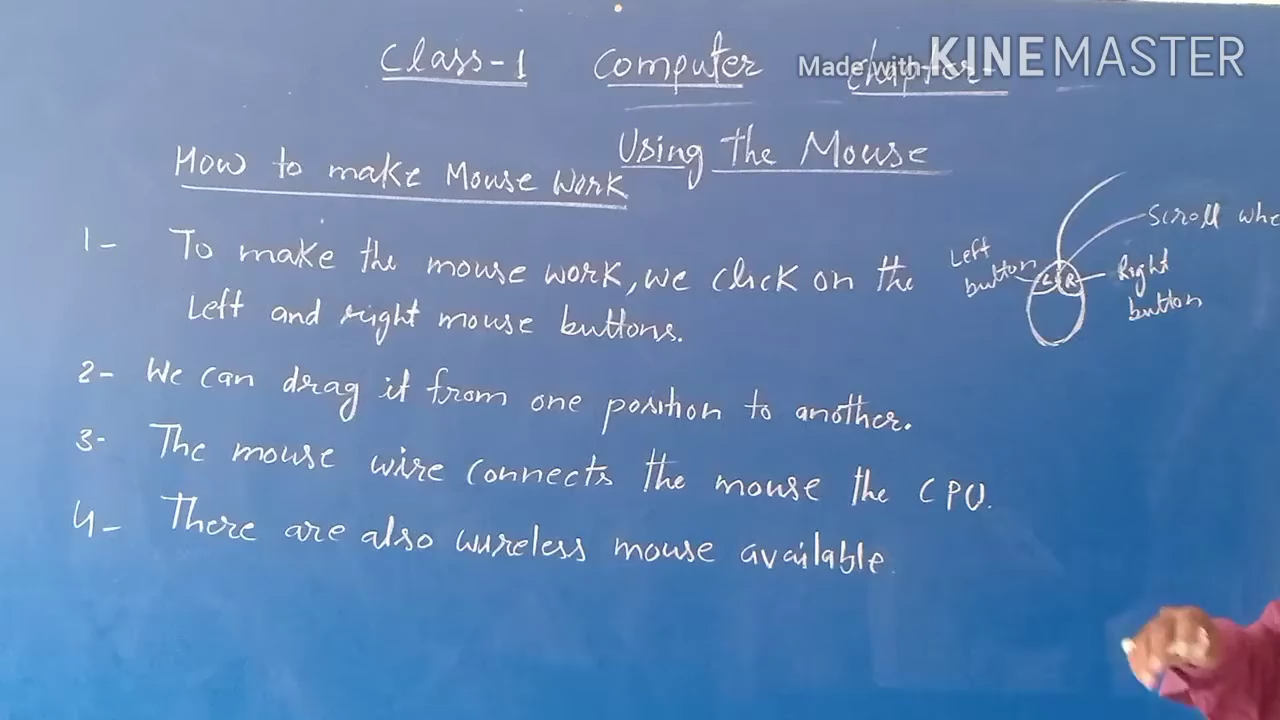 Class-1 Computer Chapter-
Made with KINEMASTER
Using the Mouse
How to make Mouse Work
1- To make the mouse work, we click on the
Left and right mouse buttons.
2- We can drag it from one position to another.
3- The mouse wire connects the mouse the CPU.
4- There are also wireless mouse available.
Scroll whe
Left
button
L R
Right
button